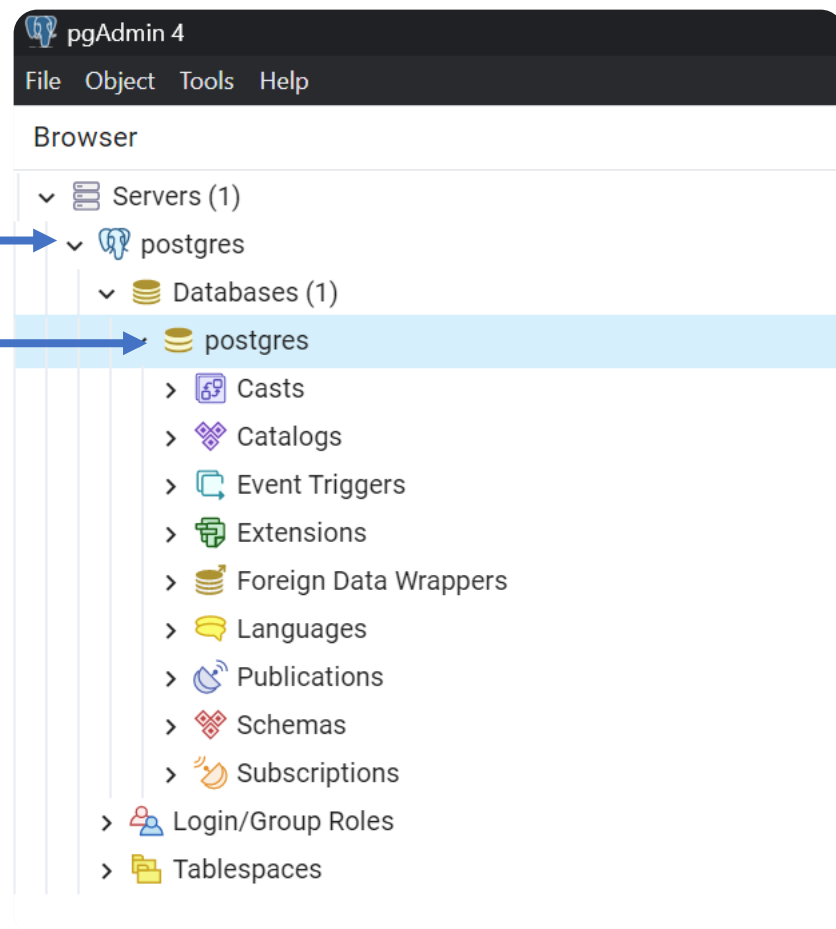 pgAdmin 4
File Object Tools Help
Browser
Servers (1)
postgres
Databases (1)
postgres
Casts
Catalogs
Event Triggers
Extensions
Foreign Data Wrappers
Languages
Publications
Schemas
Subscriptions
Login/Group Roles
Tablespaces